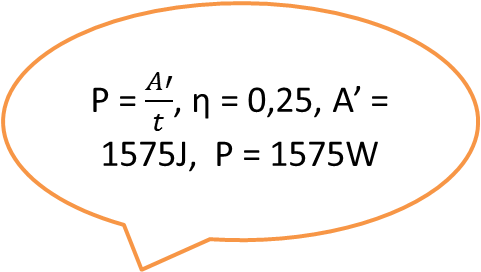 P = A′/t, η = 0,25, A’ =
1575J, P = 1575W